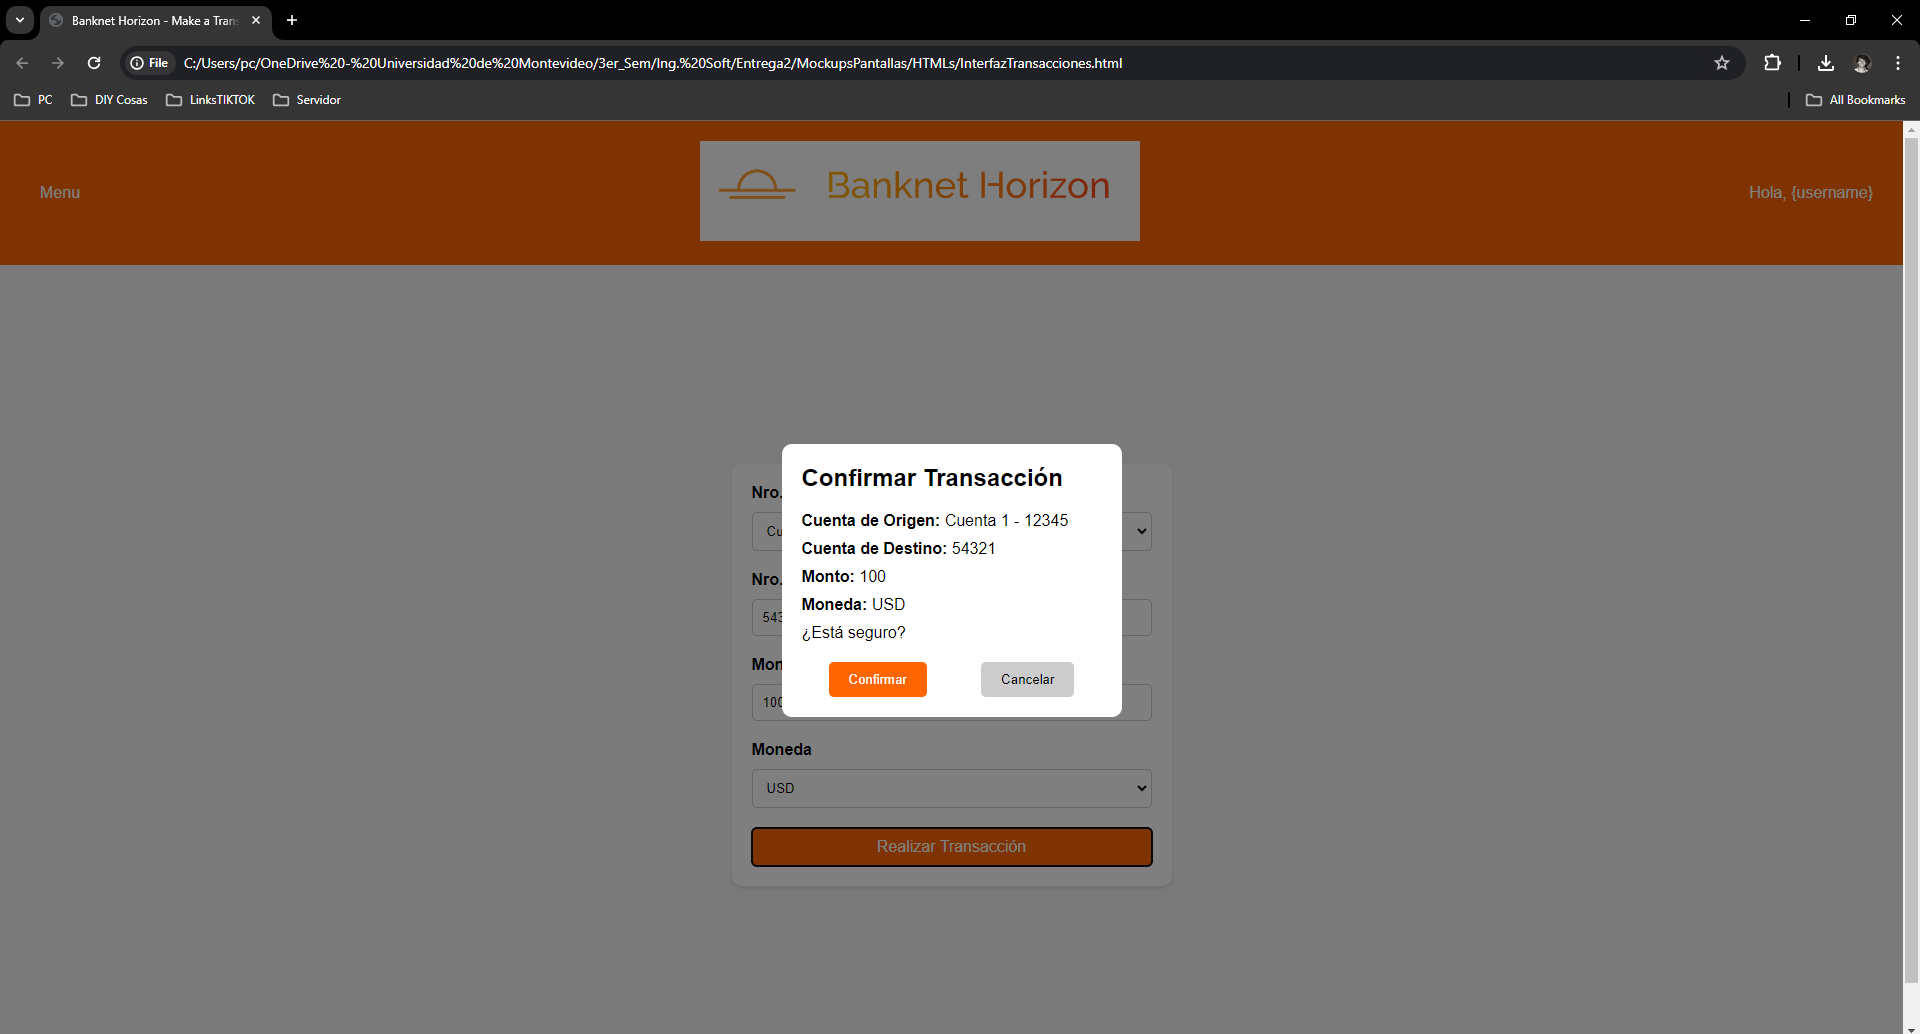 Banknet Horizon - Make a Tran
File
C:/Users/pc/OneDrive%20-%20Universidad%20de%20Montevideo/3er_Sem/Ing.%20Soft/Entrega2/MockupsPantallas/HTMLs/InterfazTransacciones.html
PC
DIY Cosas
LinksTIKTOK
Servidor
All Bookmarks
Menu
Banknet Horizon
Hola, {username}
Confirmar Transacción
Cuenta de Origen: Cuenta 1 - 12345
Cuenta de Destino: 54321
Monto: 100
Moneda: USD
¿Está seguro?
Confirmar
Cancelar
Nro.
Cu
Nro.
543
Mon
100
Moneda
USD
Realizar Transacción